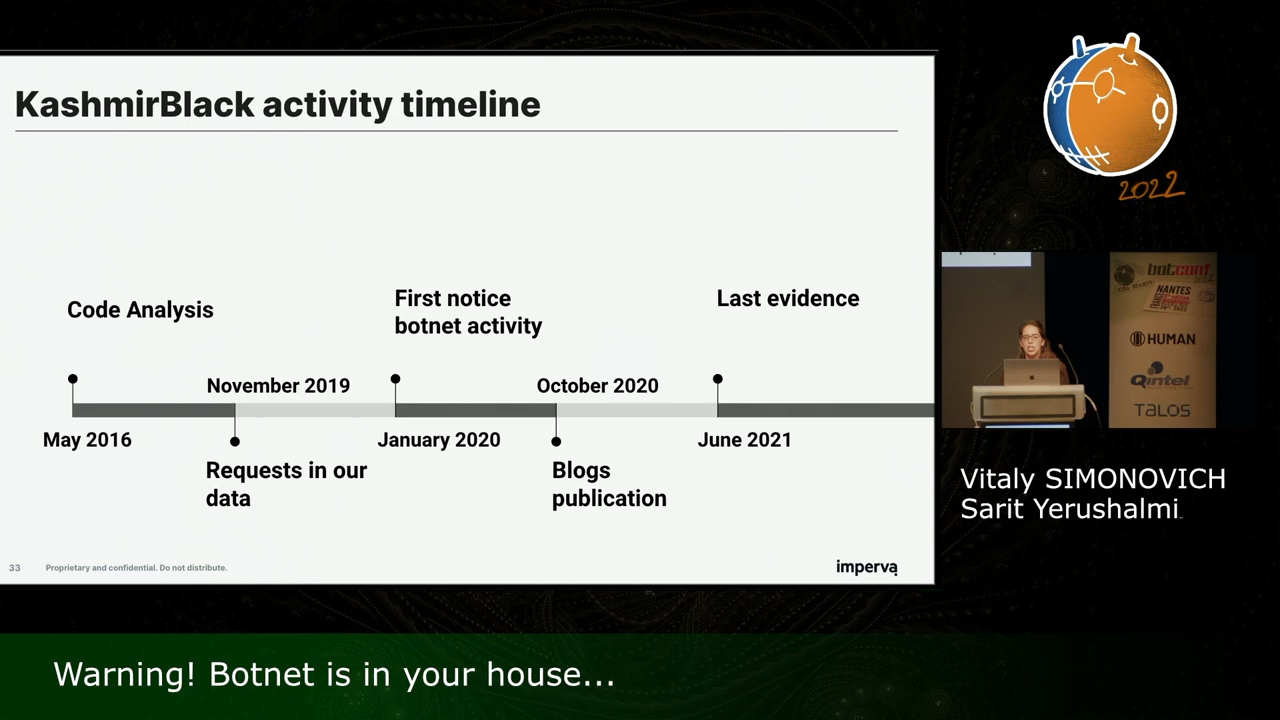 KashmirBlack activity timeline
Code Analysis
First notice
botnet activity
Last evidence
November 2019
October 2020
May 2016
January 2020
June 2021
Requests in our
data
Blogs
publication
33
Proprietary and confidential. Do not distribute.
imperva
2022
botconf
NANTES
HUMAN
Qintel
TALOS
Vitaly SIMONOVICH
Sarit Yerushalmi
Warning! Botnet is in your house...